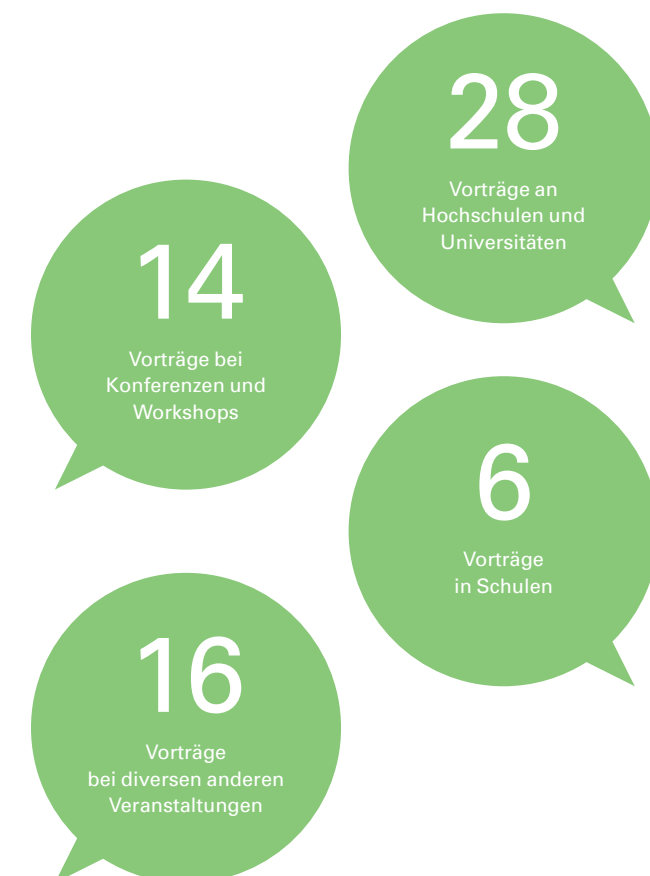 28
Vorträge an
Hochschulen und
Universitäten
14
Vorträge bei
Konferenzen und
Workshops
6
Vorträge
in Schulen
16
Vorträge
bei diversen anderen
Veranstaltungen